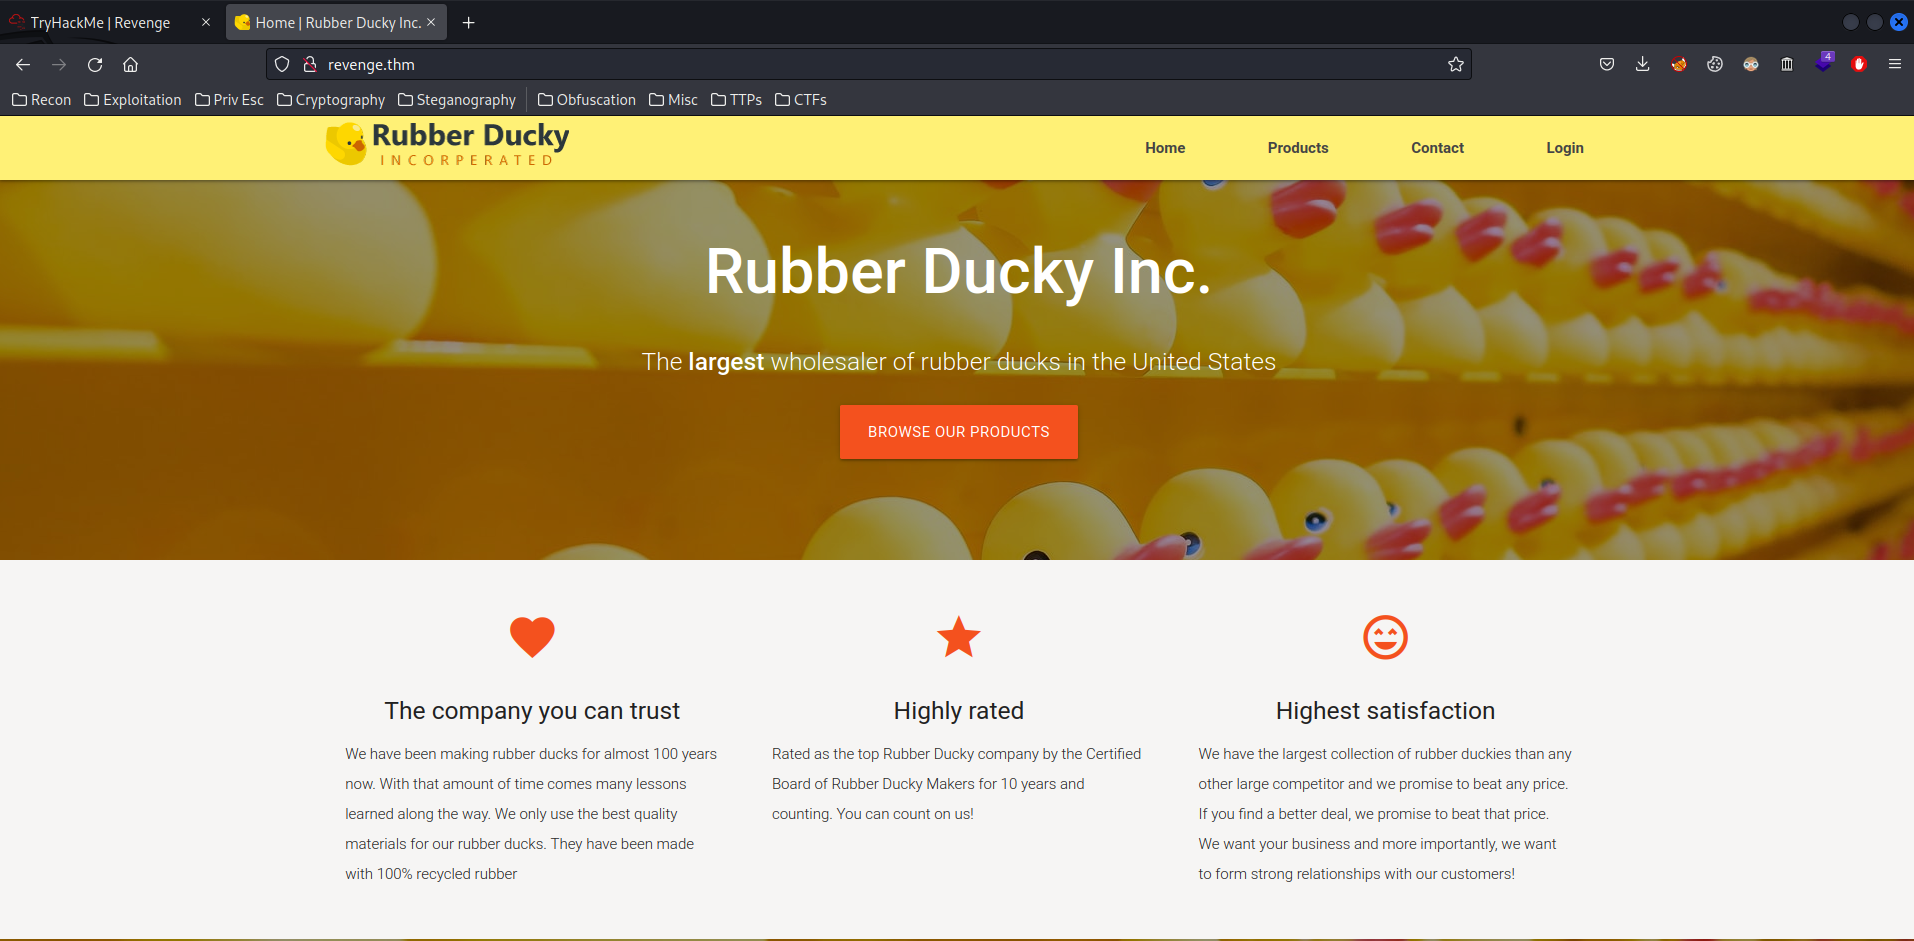 TryHackMe | Revenge
Home | Rubber Ducky Inc.
revenge.thm
4
Recon Exploitation Priv Esc Cryptography Steganography Obfuscation Misc TTPs CTFs
Rubber Ducky
INCORPERATED
Home Products Contact Login
Rubber Ducky Inc.
The largest wholesaler of rubber ducks in the United States
BROWSE OUR PRODUCTS
The company you can trust
We have been making rubber ducks for almost 100 years
now. With that amount of time comes many lessons
learned along the way. We only use the best quality
materials for our rubber ducks. They have been made
with 100% recycled rubber
Highly rated
Rated as the top Rubber Ducky company by the Certified
Board of Rubber Ducky Makers for 10 years and
counting. You can count on us!
Highest satisfaction
We have the largest collection of rubber duckies than any
other large competitor and we promise to beat any price.
If you find a better deal, we promise to beat that price.
We want your business and more importantly, we want
to form strong relationships with our customers!